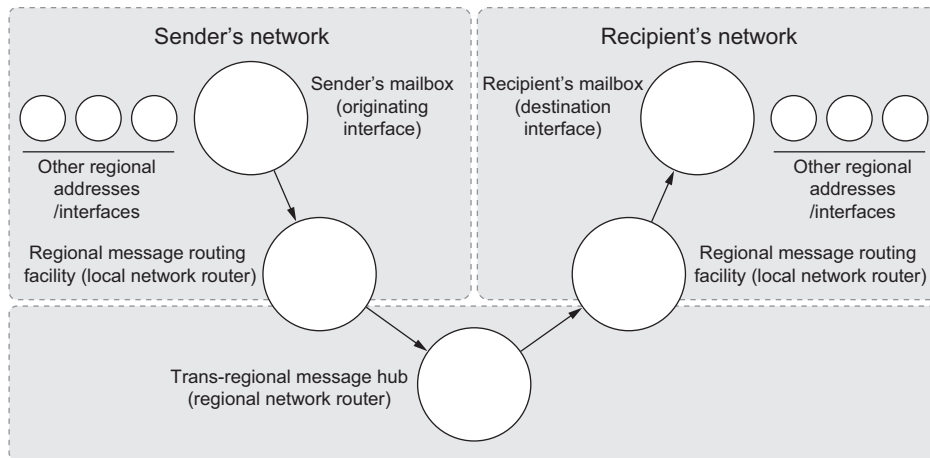 Sender's network
Sender's mailbox
(originating
interface)
Other regional
addresses
/interfaces
Regional message routing
facility (local network router)
Recipient's network
Recipient's mailbox
(destination
interface)
Other regional
addresses
/interfaces
Regional message routing
facility (local network router)
Trans-regional message hub
(regional network router)